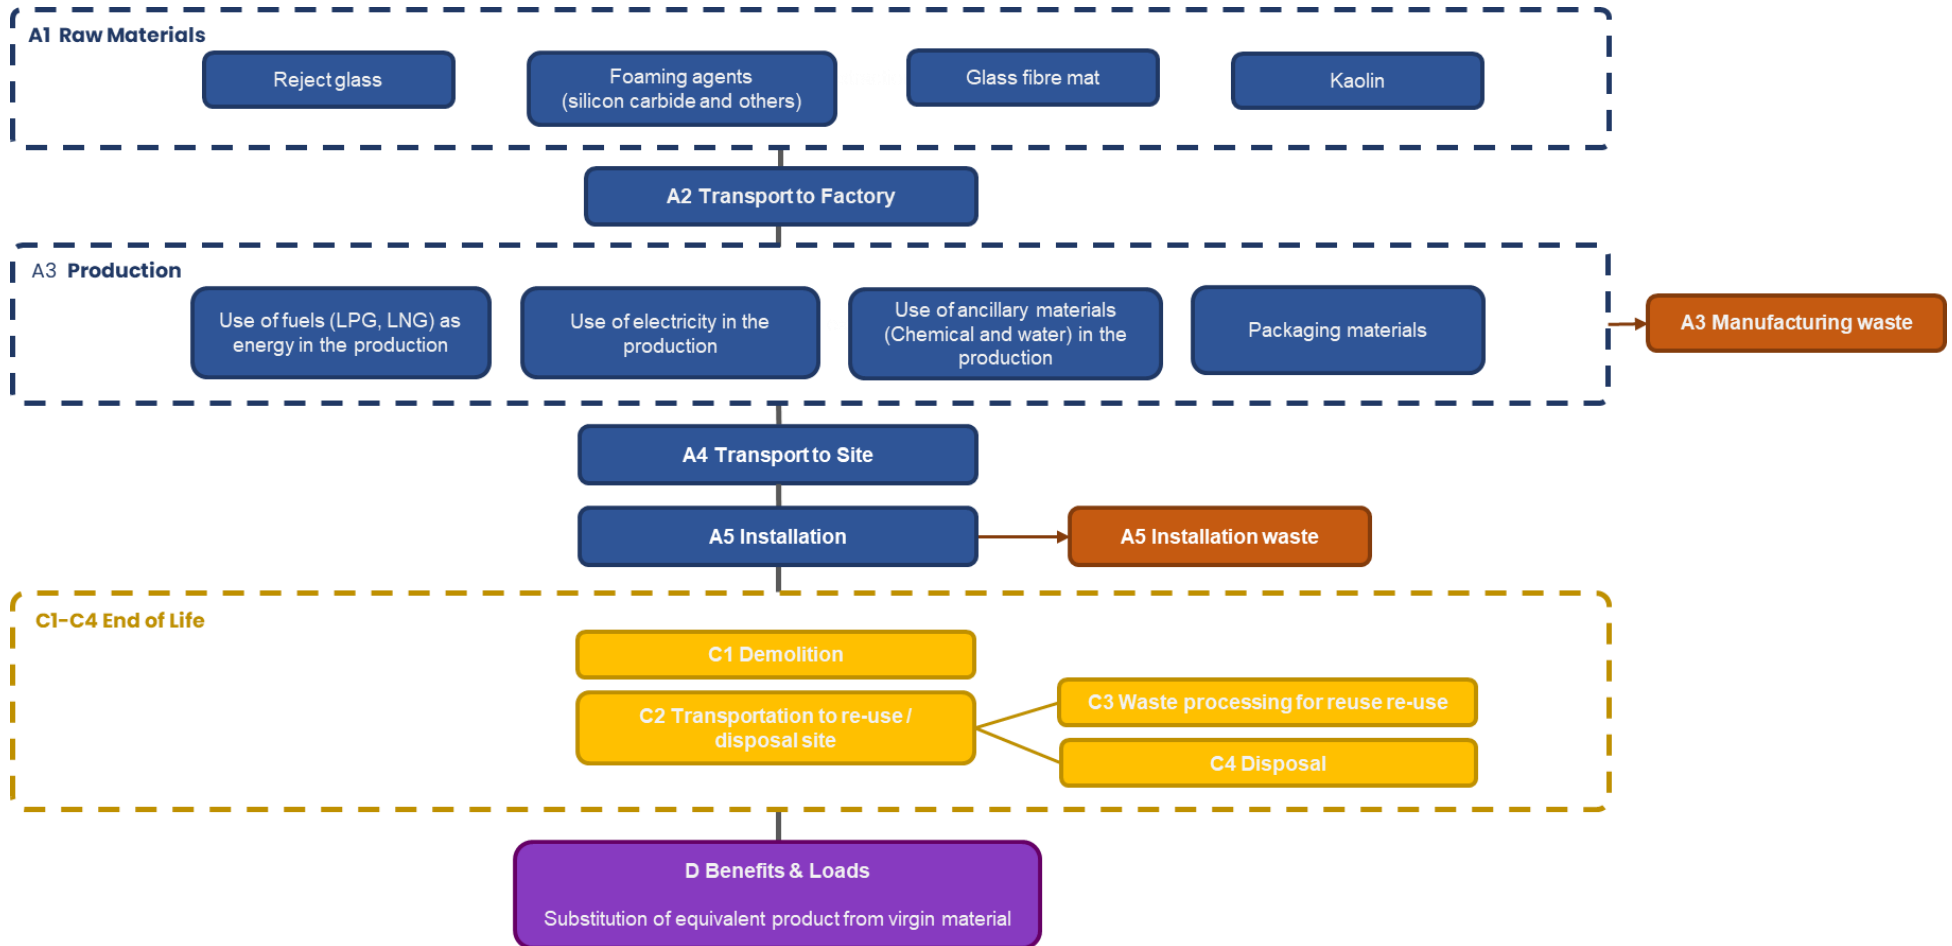 A1 Raw Materials
Reject glass
Foaming agents
(silicon carbide and others)
Glass fibre mat
Kaolin
A2 Transport to Factory
A3 Production
Use of fuels (LPG, LNG) as
energy in the production
Use of electricity in the
production
Use of ancillary materials
(Chemical and water) in the
production
Packaging materials
A3 Manufacturing waste
A4 Transport to Site
A5 Installation
A5 Installation waste
C1-C4 End of Life
C1 Demolition
C2 Transportation to re-use /
disposal site
C3 Waste processing for reuse re-use
C4 Disposal
D Benefits & Loads
Substitution of equivalent product from virgin material